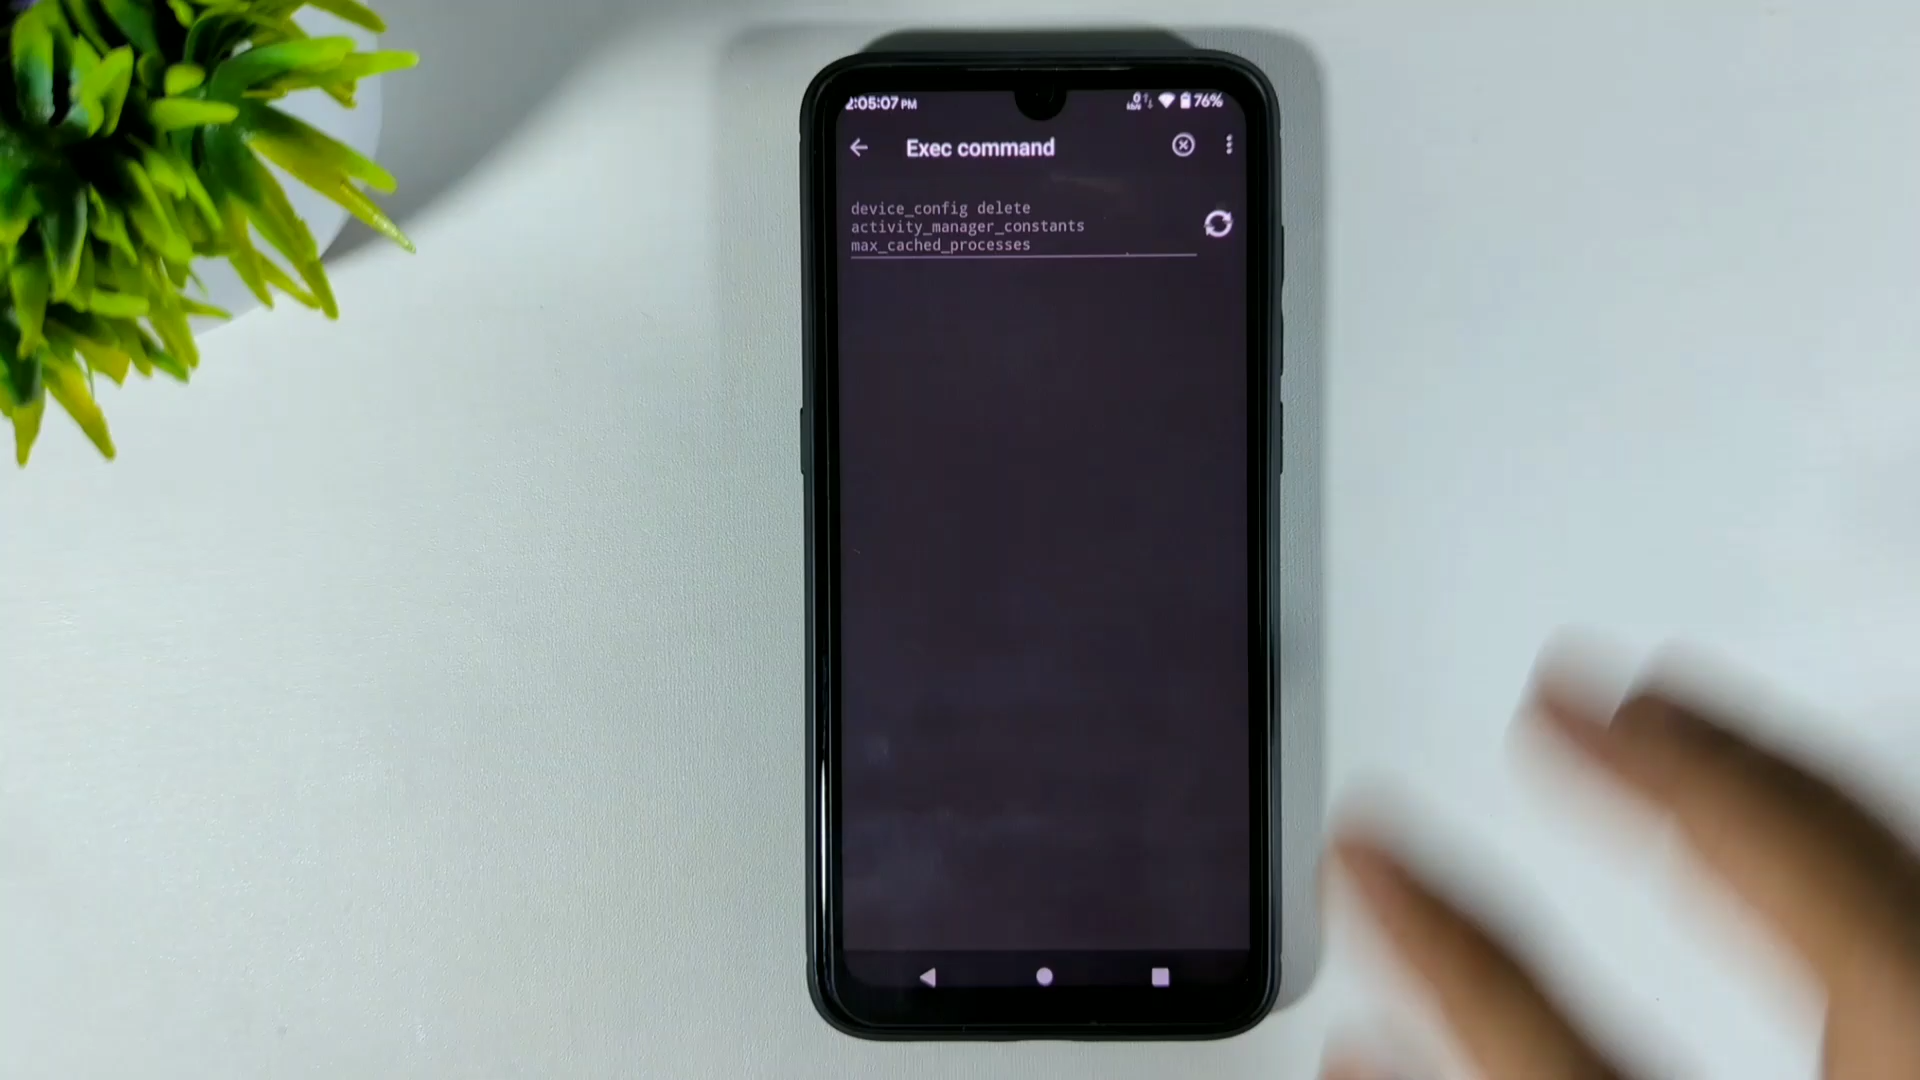 2:05:07 PM
76%
Exec command
device_config delete
activity_manager_constants
max_cached_processes